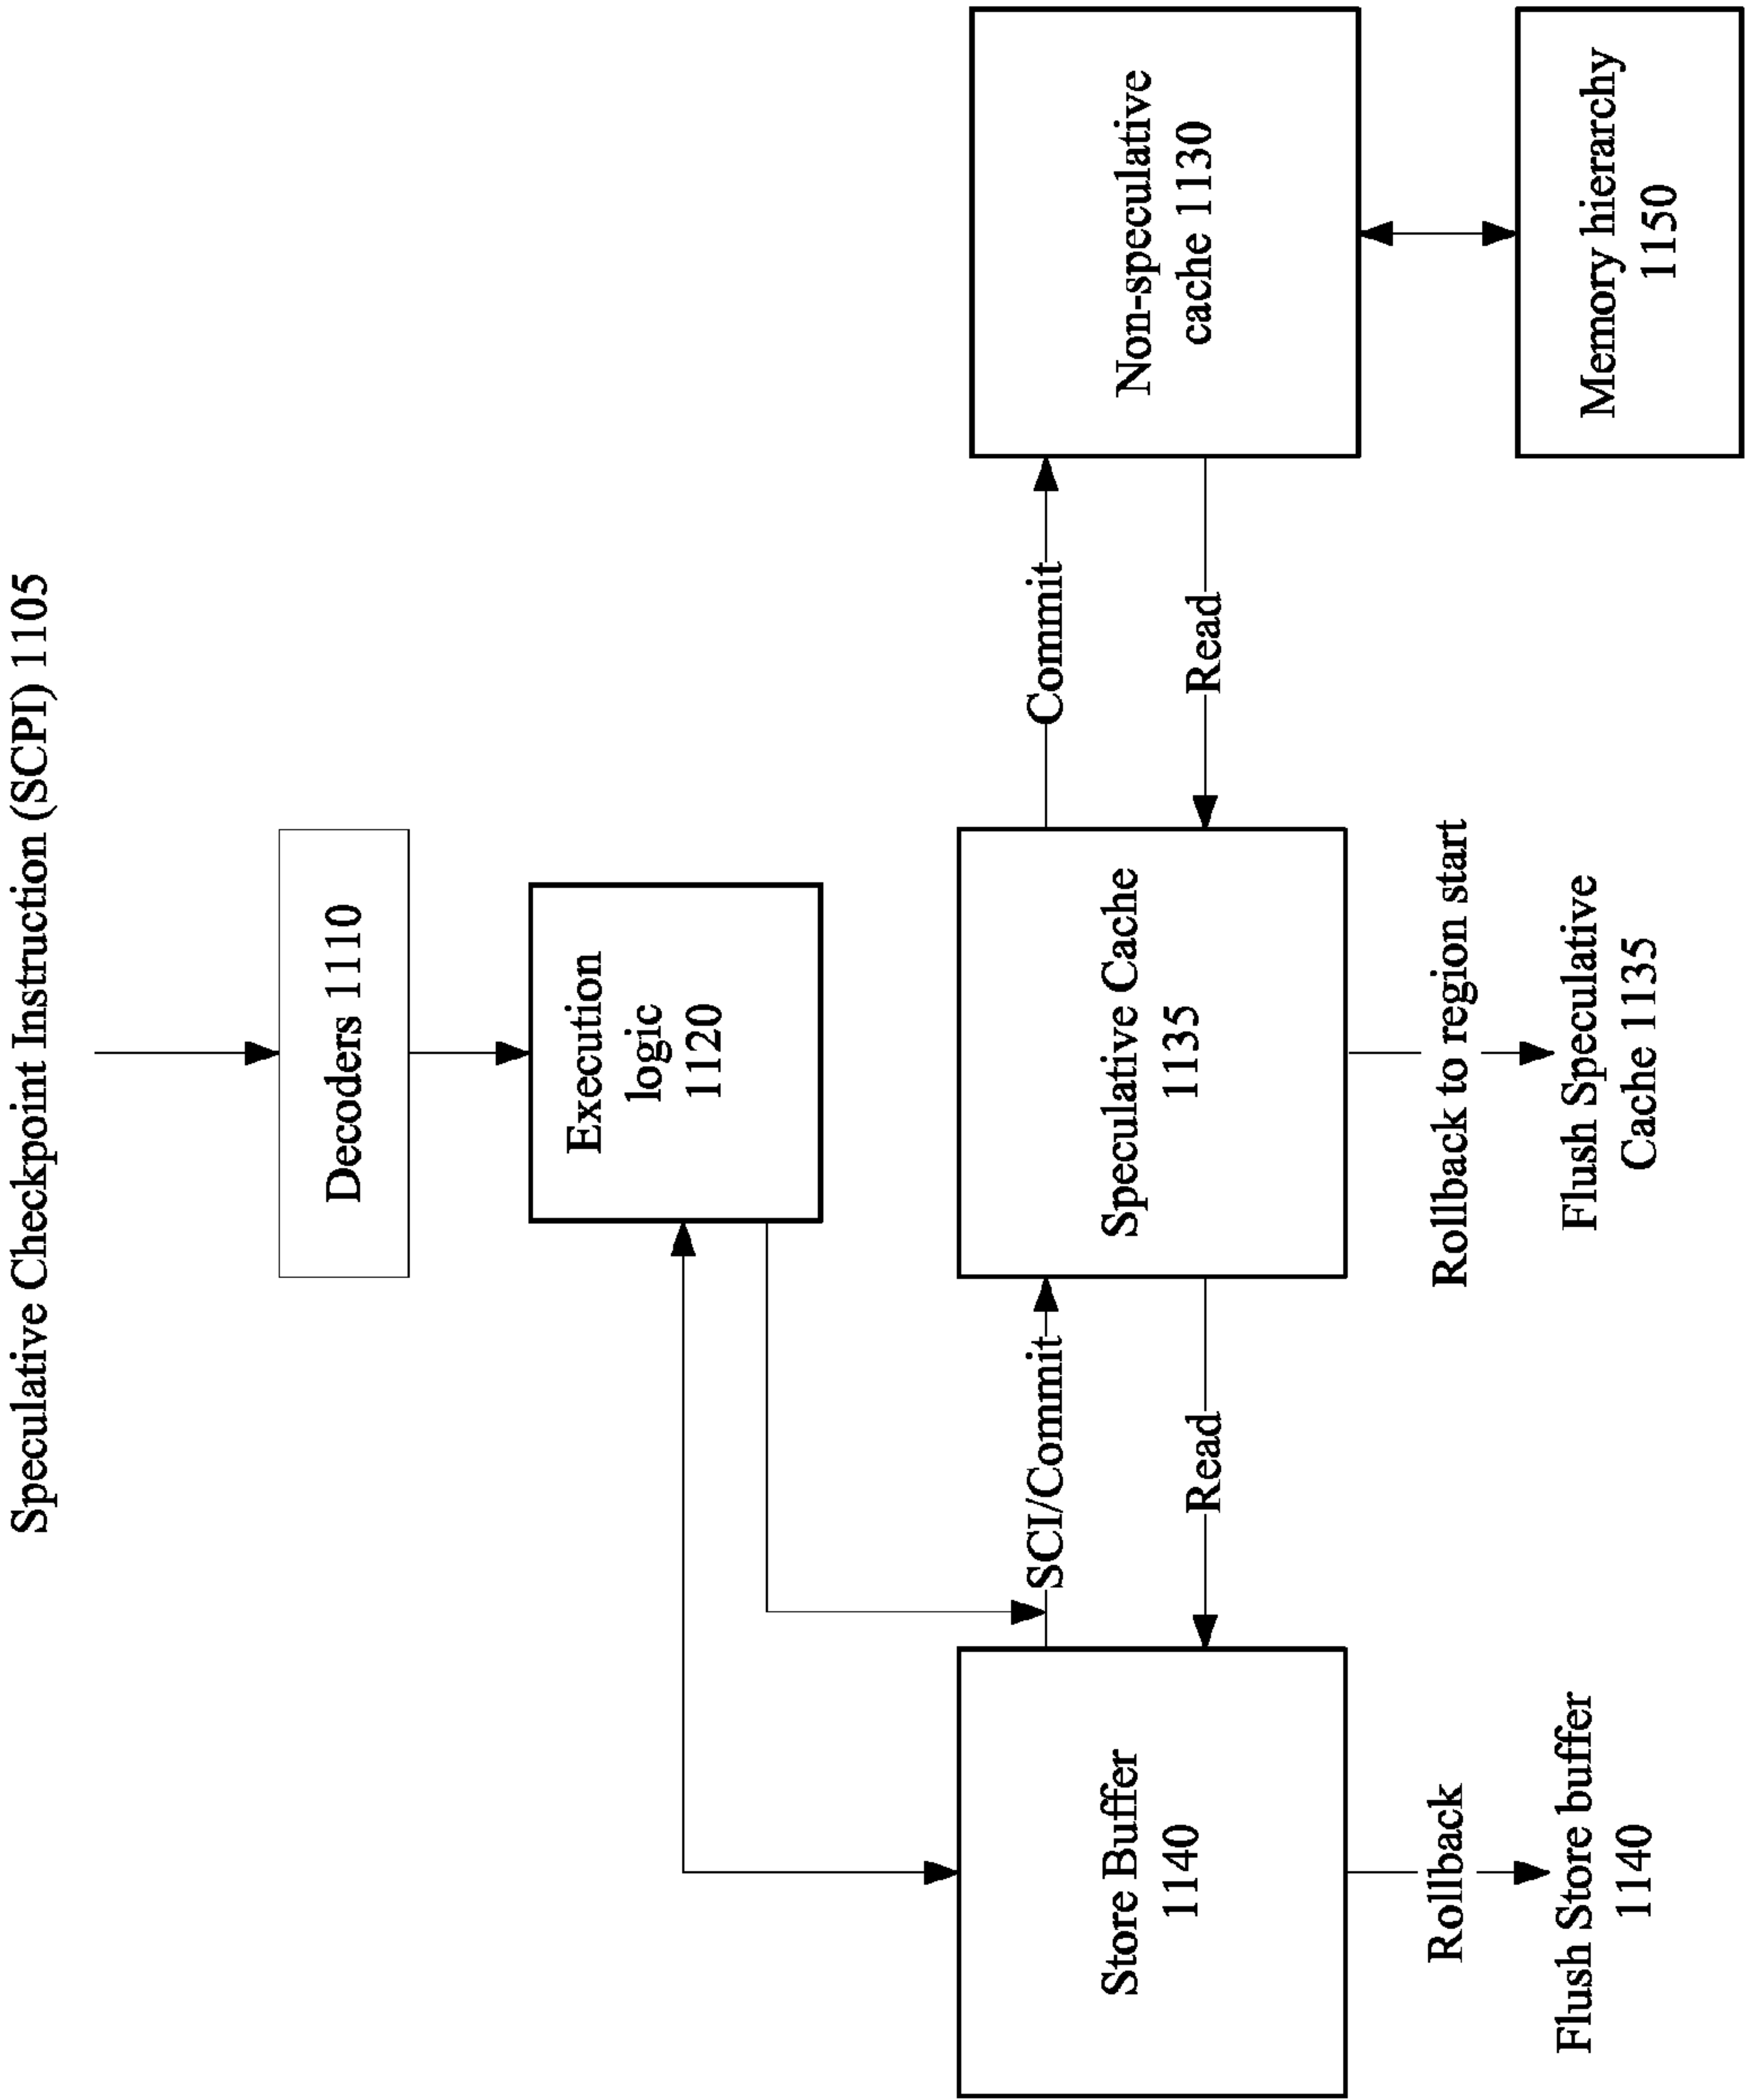 Speculative Checkpoint Instruction (SCPI) 1105
Decoders 1110
Execution
logic
1120
Store Buffer
1140
SCI/Commit
Read
Speculative Cache
1135
Commit
Read
Non-speculative
cache 1130
Rollback
Flush Store buffer
1140
Rollback to region start
Flush Speculative
Cache 1135
Memory hierarchy
1150